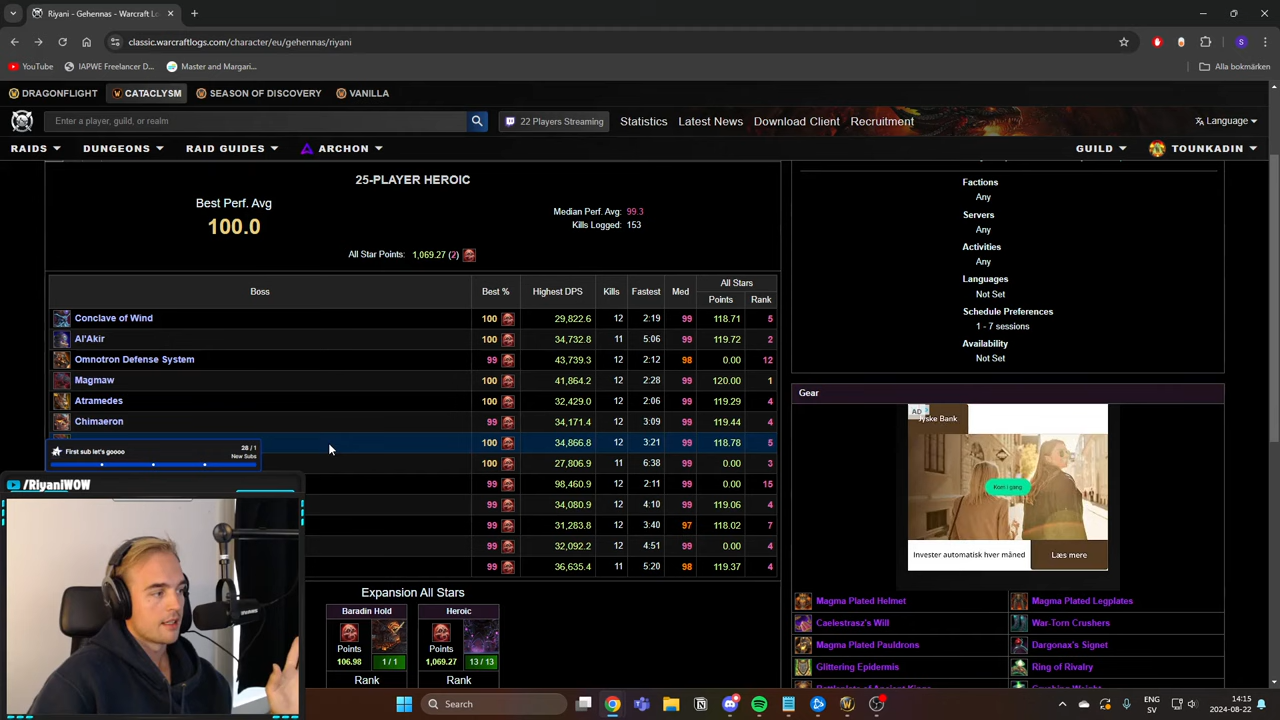 Riyani - Gehennas - Warcraft Lo
classic.warcraftlogs.com/character/eu/gehennas/riyani
S
YouTube IAPWE Freelancer D... Master and Margari... Alla bokmärken
DRAGONFLIGHT CATACLYSM SEASON OF DISCOVERY VANILLA
Enter a player, guild, or realm 22 Players Streaming Statistics Latest News Download Client Recruitment Language
RAIDS DUNGEONS RAID GUIDES ARCHON GUILD TOUNKADIN
25-PLAYER HEROIC
Best Perf. Avg
100.0
Median Perf. Avg: 99.3
Kills Logged: 153
All Star Points: 1,069.27 (2)
Boss Best % Highest DPS Kills Fastest Med All Stars
Points Rank
Conclave of Wind 100 29,822.6 12 2:19 99 118.71 5
Al'Akir 100 34,732.8 11 5:06 99 119.72 2
Omnotron Defense System 99 43,739.3 12 2:12 98 0.00 12
Magmaw 100 41,864.2 12 2:28 99 120.00 1
Atramedes 100 32,429.0 12 2:06 99 119.29 4
Chimaeron 100 34,171.4 12 3:09 99 119.44 4
100 34,866.8 12 3:21 99 118.78 5
99 27,806.9 11 6:38 99 0.00 3
99 98,460.9 12 2:11 99 0.00 15
99 34,080.9 12 4:10 99 119.06 4
99 31,283.8 12 3:40 97 118.02 7
99 32,092.2 12 4:51 99 0.00 4
99 36,635.4 11 5:20 98 119.37 4
First sub let's goooo
28 / 1
New Subs
/RiyaniWOW
Expansion All Stars
Baradin Hold Heroic
Points Points
106.98 1 / 1 1,069.27 13 / 13
Rank Rank
Factions
Any
Servers
Any
Activities
Any
Languages
Not Set
Schedule Preferences
1 - 7 sessions
Availability
Not Set
Gear
AD
Jyske Bank
Kom i gang
Invester automatisk hver måned Læs mere
Magma Plated Helmet Magma Plated Legplates
Caelestrasz's Will War-Torn Crushers
Magma Plated Pauldrons Dargonax's Signet
Glittering Epidermis Ring of Rivalry
Battleplate of Ancient Kings Crushing Weight
Search
ENG
SV
14:15
2024-08-22